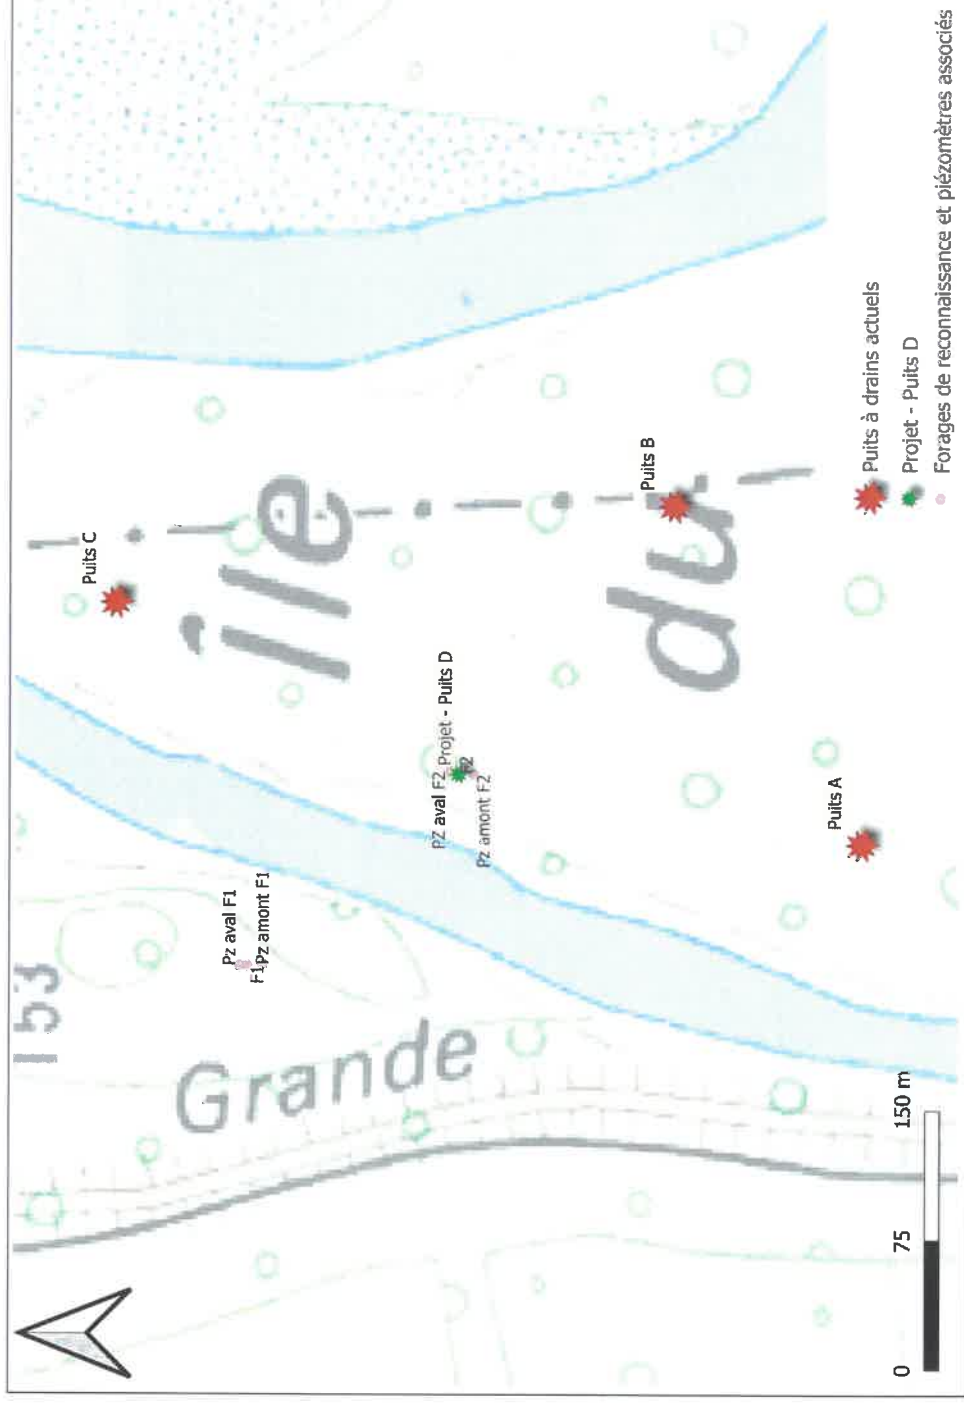 153
Puits C
Grande
Pz aval F1
F1 Pz amont F1
île
PZ aval F2 Projet - Puits D
F2
Pz amont F2
Puits B
du
Puits A
0 75 150 m
Puits à drains actuels
Projet - Puits D
Forages de reconnaissance et piézomètres associés